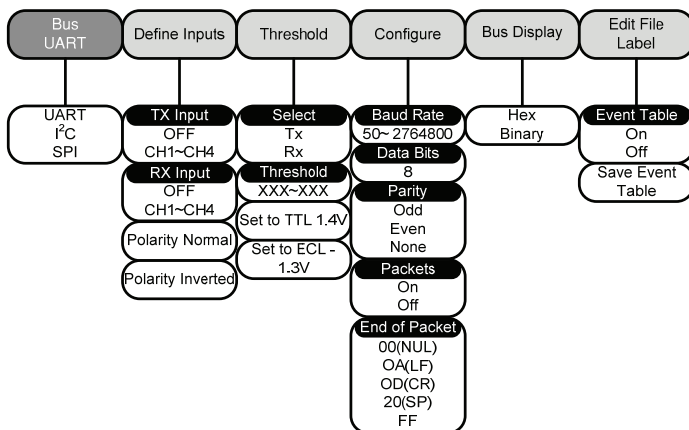 Bus
UART
Define Inputs
Threshold
Configure
Bus Display
Edit File
Label
UART
I²C
SPI
TX Input
OFF
CH1~CH4
RX Input
OFF
CH1~CH4
Polarity Normal
Polarity Inverted
Select
Tx
Rx
Threshold
XXX~XXX
Set to TTL 1.4V
Set to ECL -
1.3V
Baud Rate
50~ 2764800
Data Bits
8
Parity
Odd
Even
None
Packets
On
Off
End of Packet
00(NUL)
OA(LF)
OD(CR)
20(SP)
FF
Hex
Binary
Event Table
On
Off
Save Event
Table